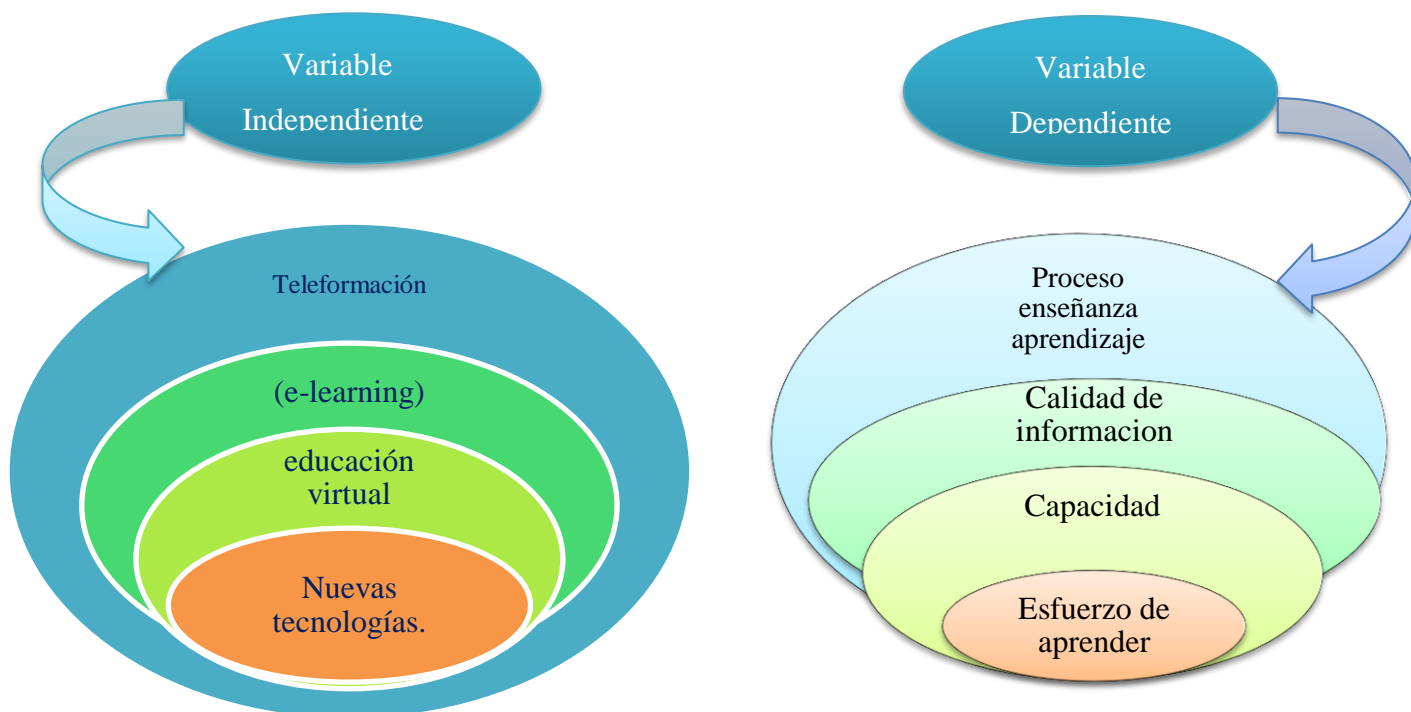 Variable
Independiente
Teleformación
(e-learning)
educación
virtual
Nuevas
tecnologías.
Variable
Dependiente
Proceso
enseñanza
aprendizaje
Calidad de
informacion
Capacidad
Esfuerzo de
aprender